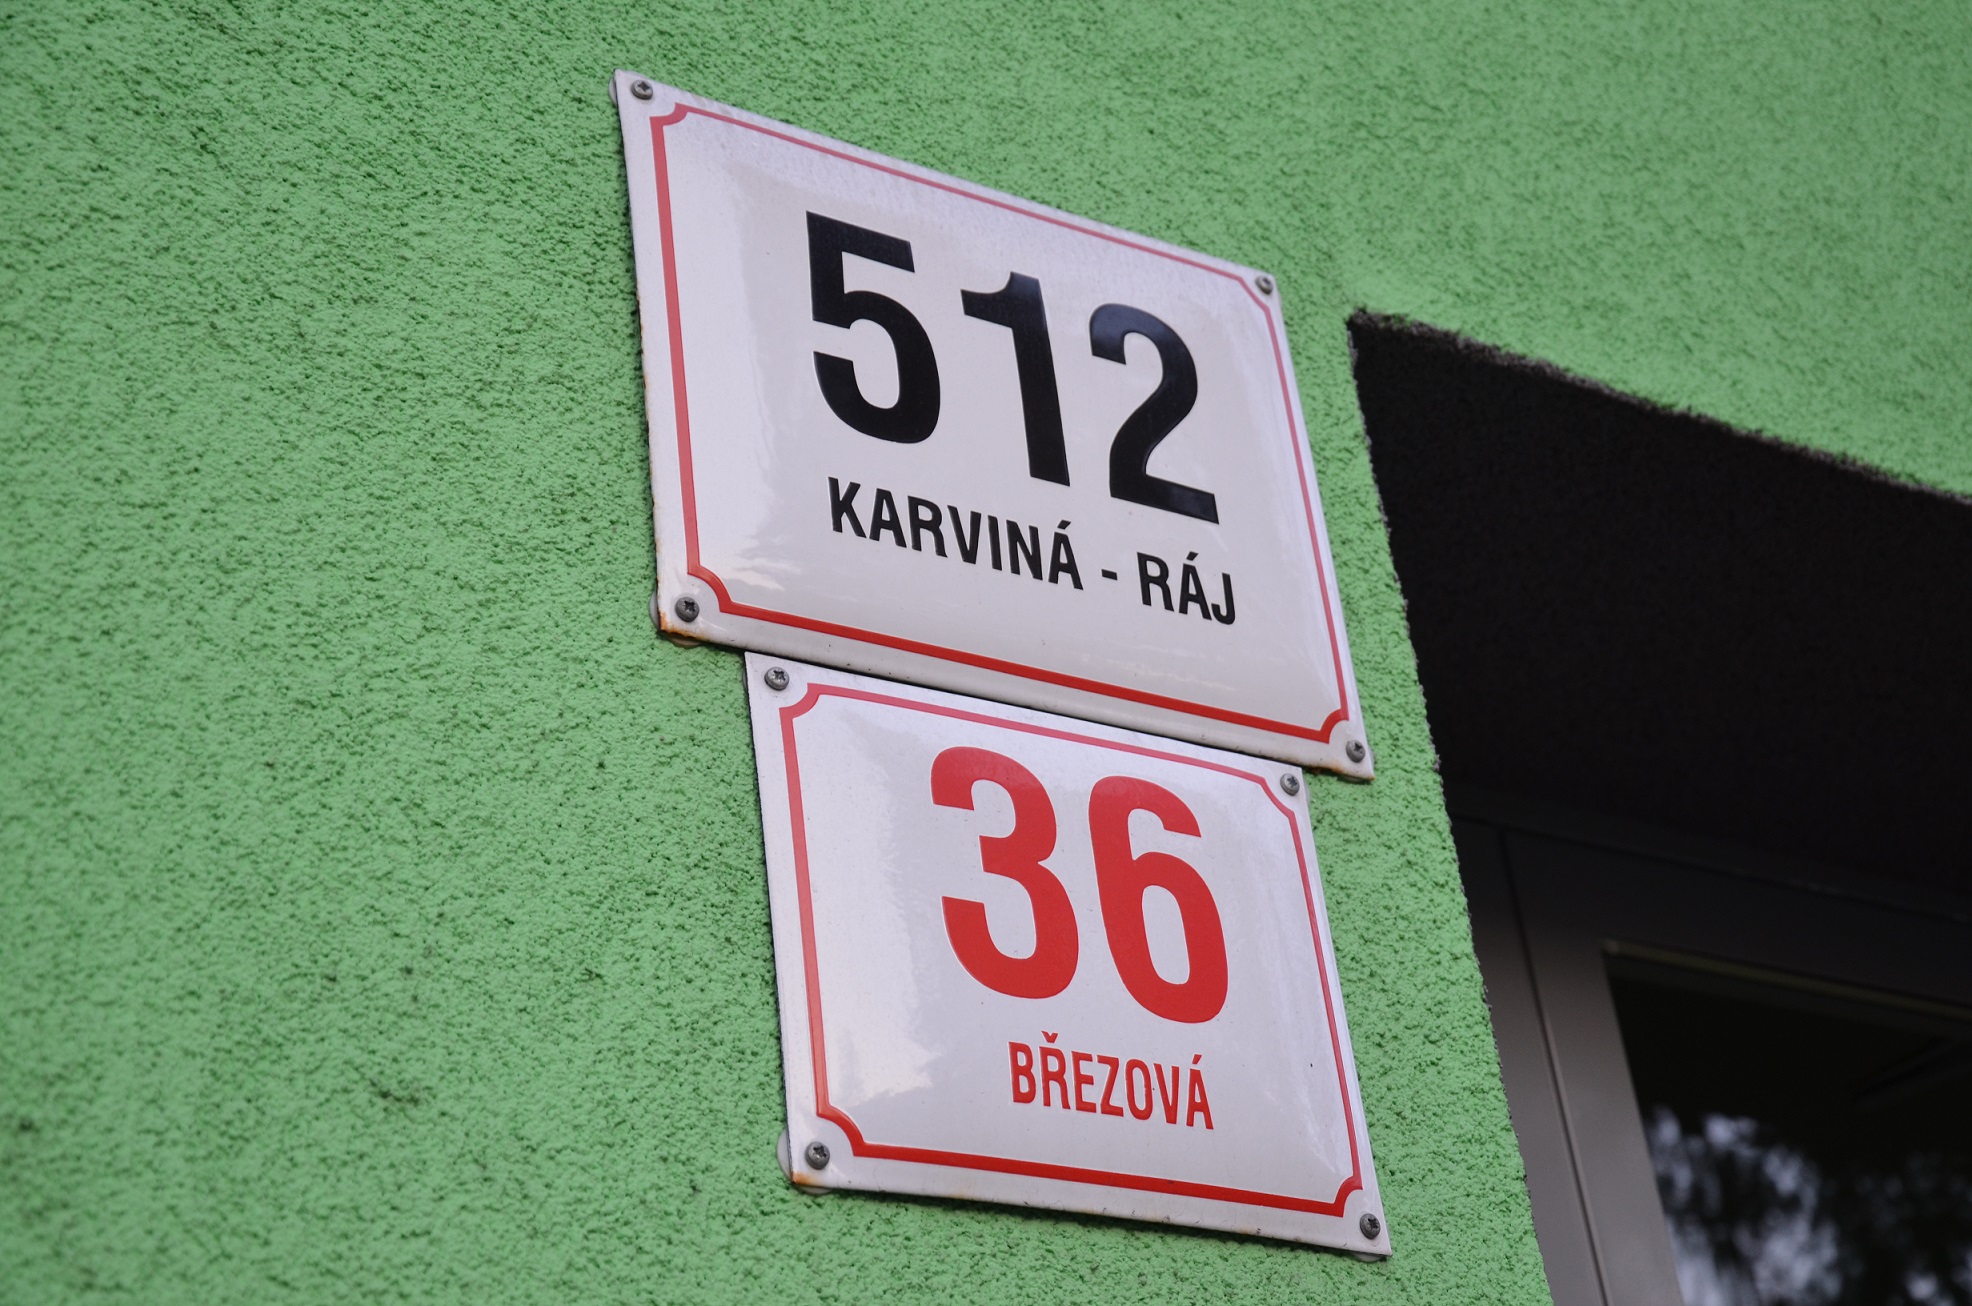 512
KARVINÁ - RÁJ
36
BŘEZOVÁ